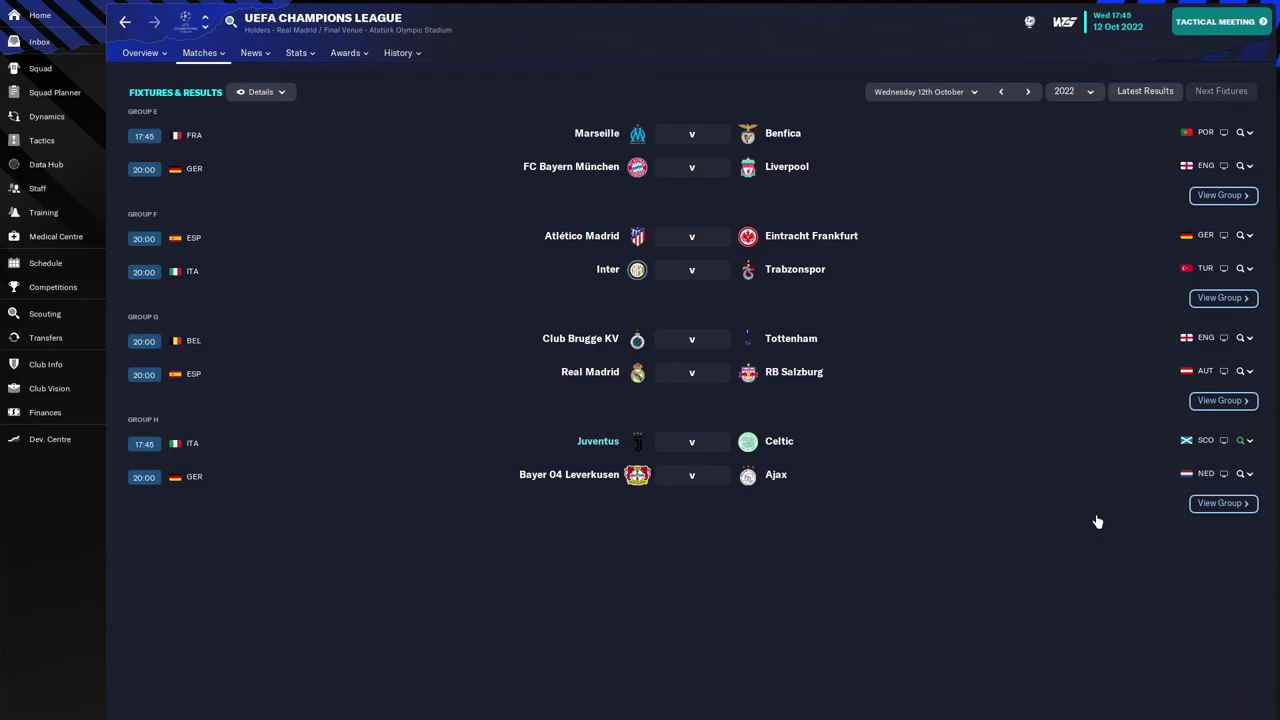 Home
Inbox
Squad
Squad Planner
Dynamics
Tactics
Data Hub
Staff
Training
Medical Centre
Schedule
Competitions
Scouting
Transfers
Club Info
Club Vision
Finances
Dev. Centre
UEFA CHAMPIONS LEAGUE
Holders - Real Madrid / Final Venue - Atatürk Olympic Stadium
Wed 17:45
12 Oct 2022
TACTICAL MEETING
Overview Matches News Stats Awards History
FIXTURES & RESULTS Details Wednesday 12th October 2022 Latest Results Next Fixtures
GROUP E
17:45 FRA Marseille v Benfica POR
20:00 GER FC Bayern München v Liverpool ENG
View Group
GROUP F
20:00 ESP Atlético Madrid v Eintracht Frankfurt GER
20:00 ITA Inter v Trabzonspor TUR
View Group
GROUP G
20:00 BEL Club Brugge KV v Tottenham ENG
20:00 ESP Real Madrid v RB Salzburg AUT
View Group
GROUP H
17:45 ITA Juventus v Celtic SCO
20:00 GER Bayer 04 Leverkusen v Ajax NED
View Group